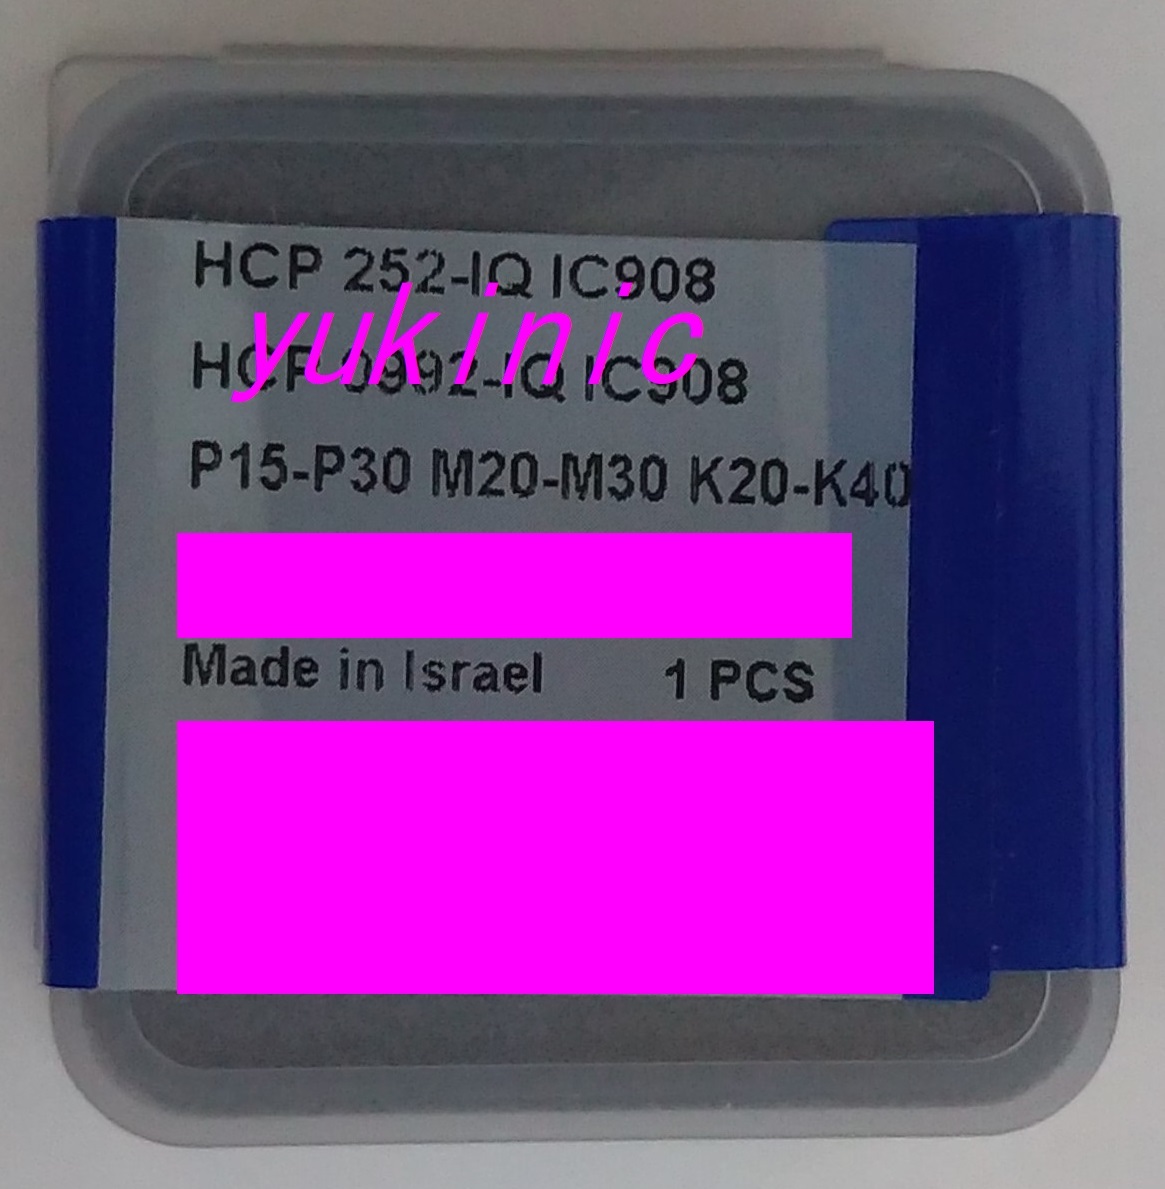 HCP 252-IQ IC908
yukinic
HCP 0992-IQ IC908
P15-P30 M20-M30 K20-K40
Made in Israel 1 PCS